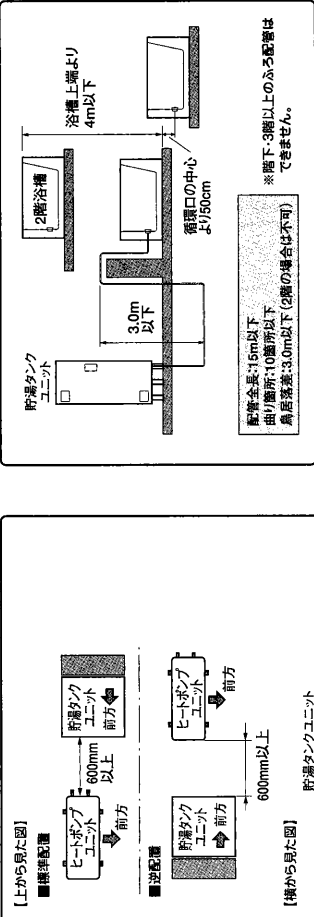 【上から見た図】
■標準配置
ヒートポンプ
ユニット
前方
600mm
以上
貯湯タンク
ユニット
前方
■逆配置
貯湯タンク
ユニット
前方
600mm以上
ヒートポンプ
ユニット
前方
【横から見た図】
貯湯タンクユニット
貯湯タンク
ユニット
3.0m
以下
2階浴槽
浴槽上端より
4m以下
循環口の中心
より50cm
配管全長:15m以下
曲り箇所:10箇所以下
鳥居落差:3.0m以下(2階の場合は不可)
※階下・3階以上のふろ配管は
できません。